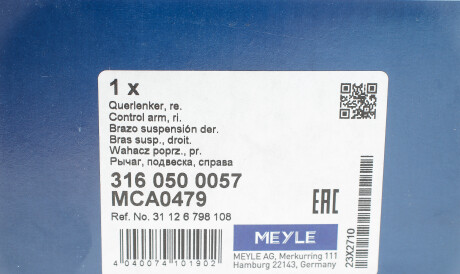 1 x
Querlenker, re.
Control arm, ri.
Brazo suspensión der.
Bras susp., droit.
Wahacz poprz., pr.
Рычаг, подвеска, справа
316 050 0057
MCA0479
Ref. No. 31 12 6 798 108
EAC
MEYLE
MEYLE AG, Merkurring 111
Hamburg 22143, Germany
4 040074 101902
23X2710